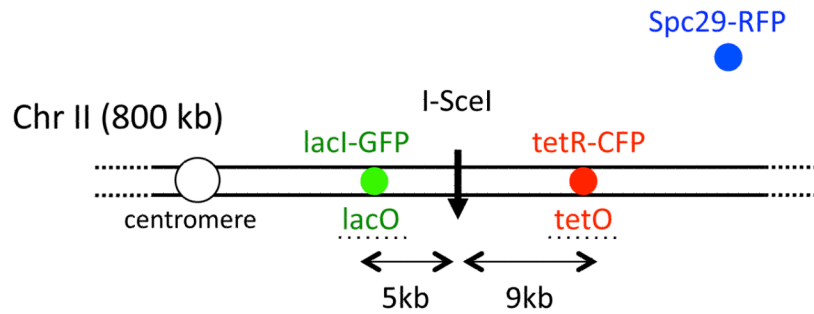 Spc29-RFP
I-SceI
Chr II (800 kb)
lacI-GFP
tetR-CFP
centromere
lacO
tetO
5kb
9kb